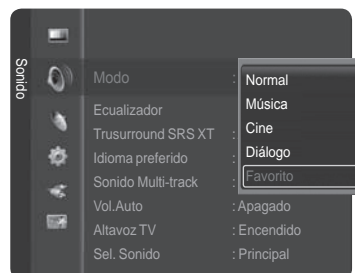 Sonido
Modo :
Normal
Música
Cine
Diálogo
Favorito
Ecualizador
Trusurround SRS XT :
Idioma preferido :
Sonido Multi-track :
Vol.Auto : Apagado
Altavoz TV : Encendido
Sel. Sonido : Principal